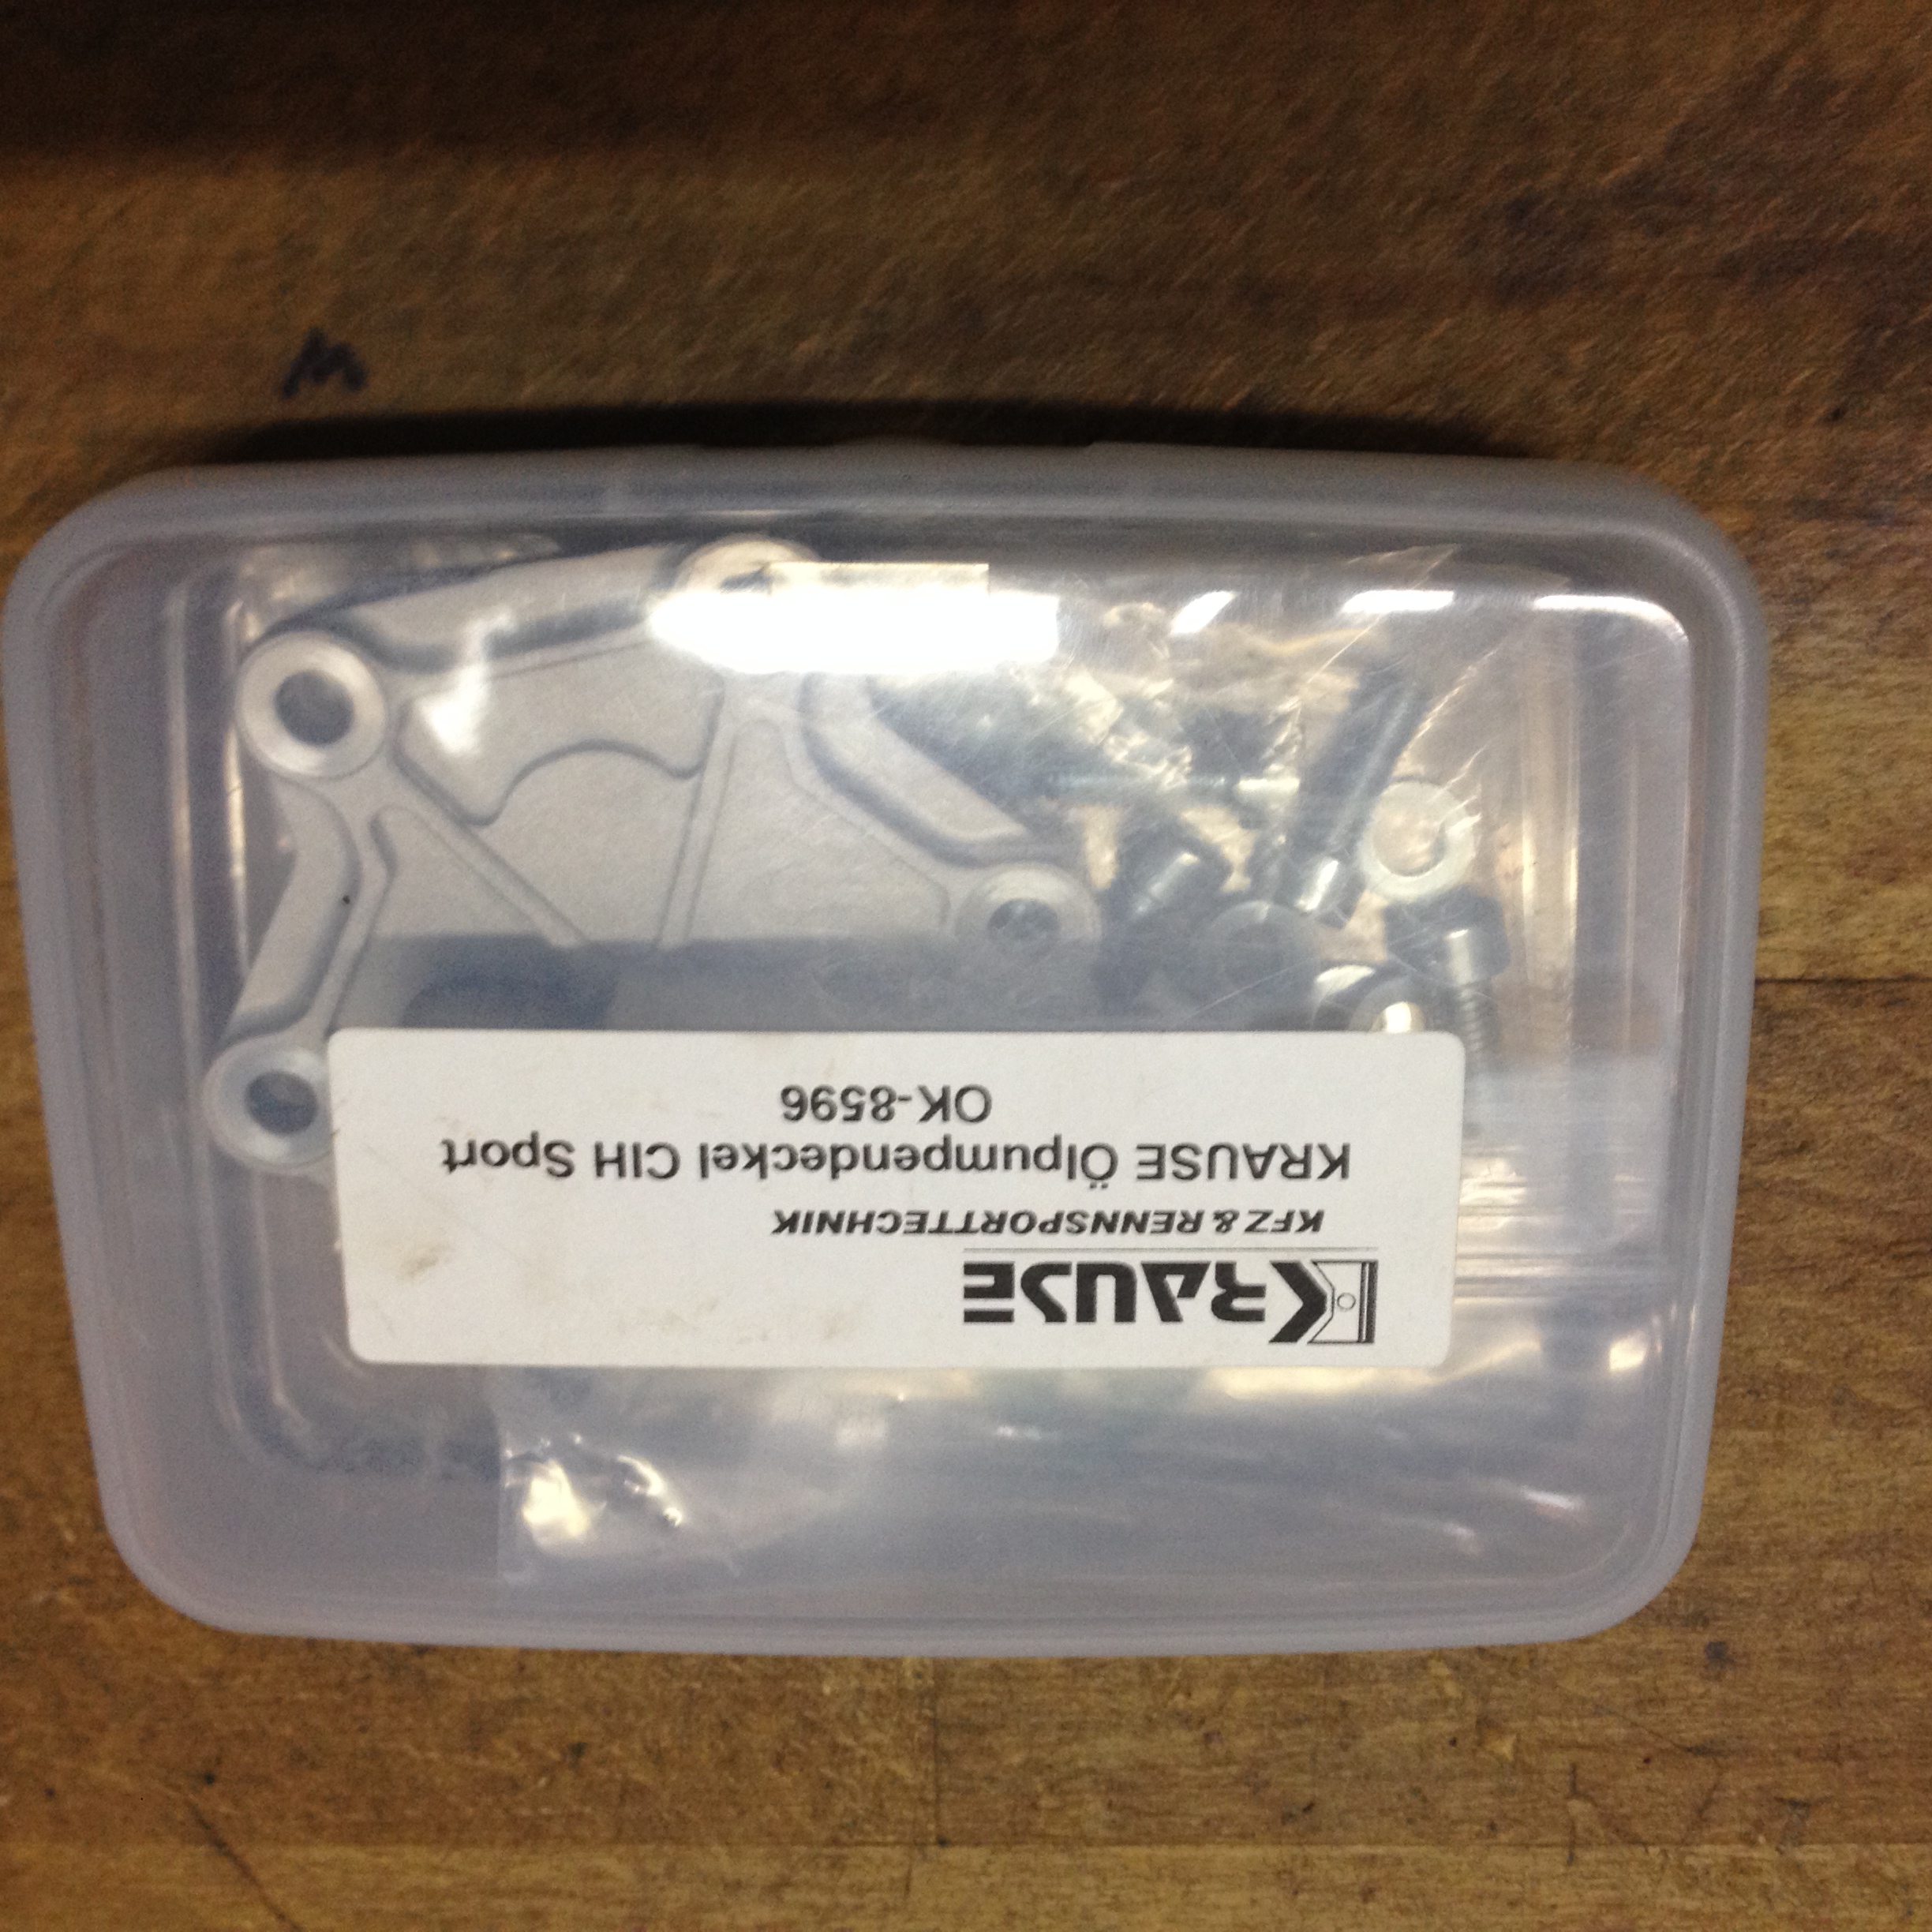 KRAUSE
KFZ & RENNSPORTTECHNIK
KRAUSE Ölpumpendeckel CIH Sport
OK-8596